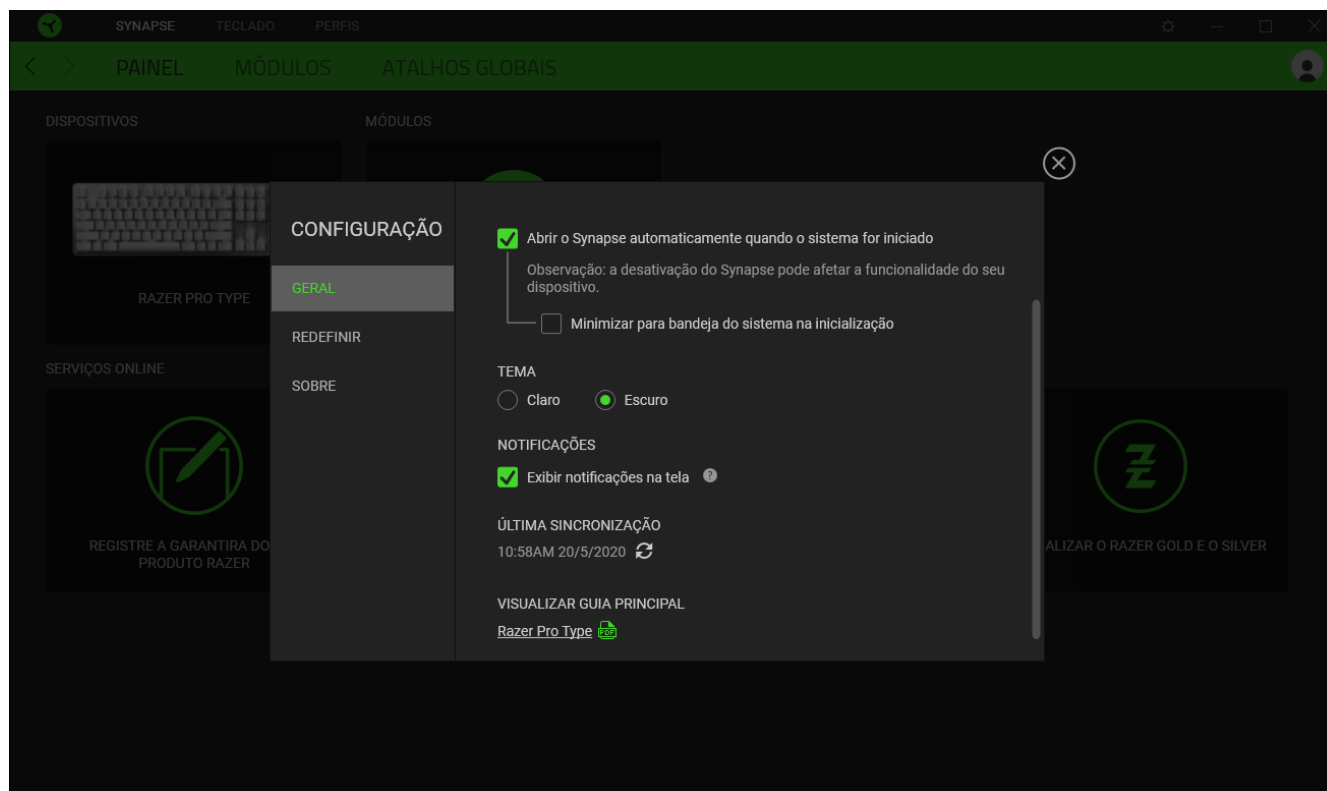 SYNAPSE TECLADO PERFIS
PAINEL MÓDULOS ATALHOS GLOBAIS
DISPOSITIVOS MÓDULOS
RAZER PRO TYPE
SERVIÇOS ONLINE
REGISTRE A GARANTIRA DO
PRODUTO RAZER
ALIZAR O RAZER GOLD E O SILVER
CONFIGURAÇÃO
GERAL
REDEFINIR
SOBRE
Abrir o Synapse automaticamente quando o sistema for iniciado
Observação: a desativação do Synapse pode afetar a funcionalidade do seu
dispositivo.
Minimizar para bandeja do sistema na inicialização
TEMA
Claro Escuro
NOTIFICAÇÕES
Exibir notificações na tela ?
ÚLTIMA SINCRONIZAÇÃO
10:58AM 20/5/2020
VISUALIZAR GUIA PRINCIPAL
Razer Pro Type PDF